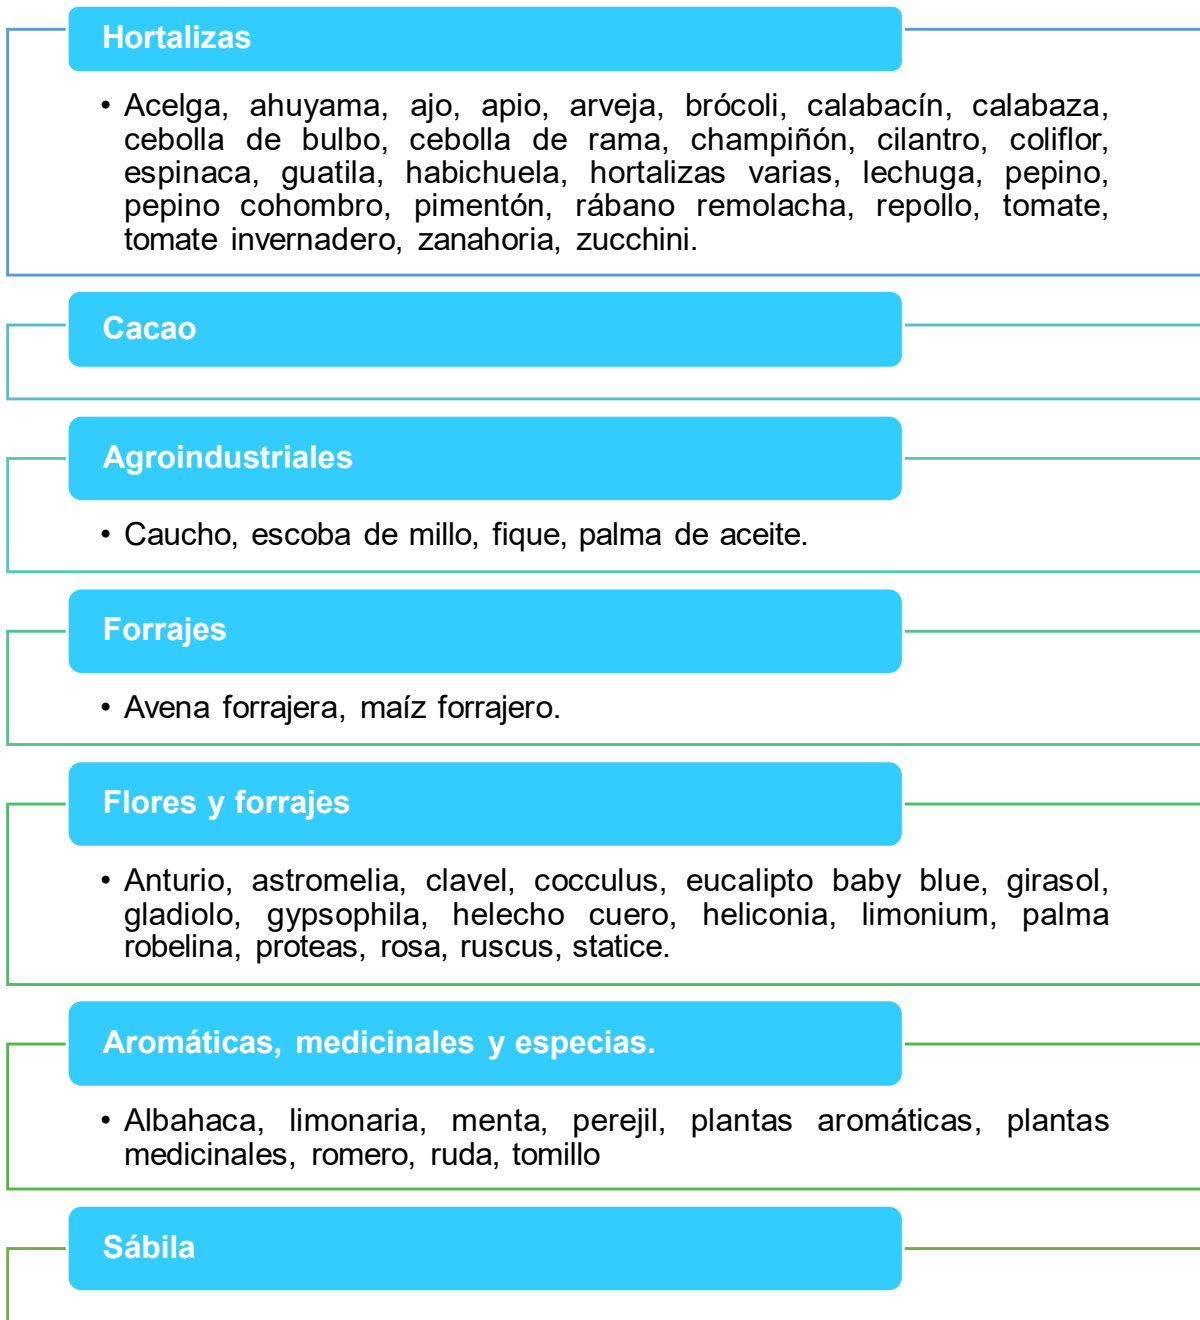 Hortalizas
• Acelga, ahuyama, ajo, apio, arveja, brócoli, calabacín, calabaza,
cebolla de bulbo, cebolla de rama, champiñón, cilantro, coliflor,
espinaca, guatila, habichuela, hortalizas varias, lechuga, pepino,
pepino cohombro, pimentón, rábano remolacha, repollo, tomate,
tomate invernadero, zanahoria, zucchini.
Cacao
Agroindustriales
• Caucho, escoba de millo, fique, palma de aceite.
Forrajes
• Avena forrajera, maíz forrajero.
Flores y forrajes
• Anturio, astromelia, clavel, cocculus, eucalipto baby blue, girasol,
gladiolo, gypsophila, helecho cuero, heliconia, limonium, palma
robelina, proteas, rosa, ruscus, statice.
Aromáticas, medicinales y especias.
• Albahaca, limonaria, menta, perejil, plantas aromáticas, plantas
medicinales, romero, ruda, tomillo
Sábila